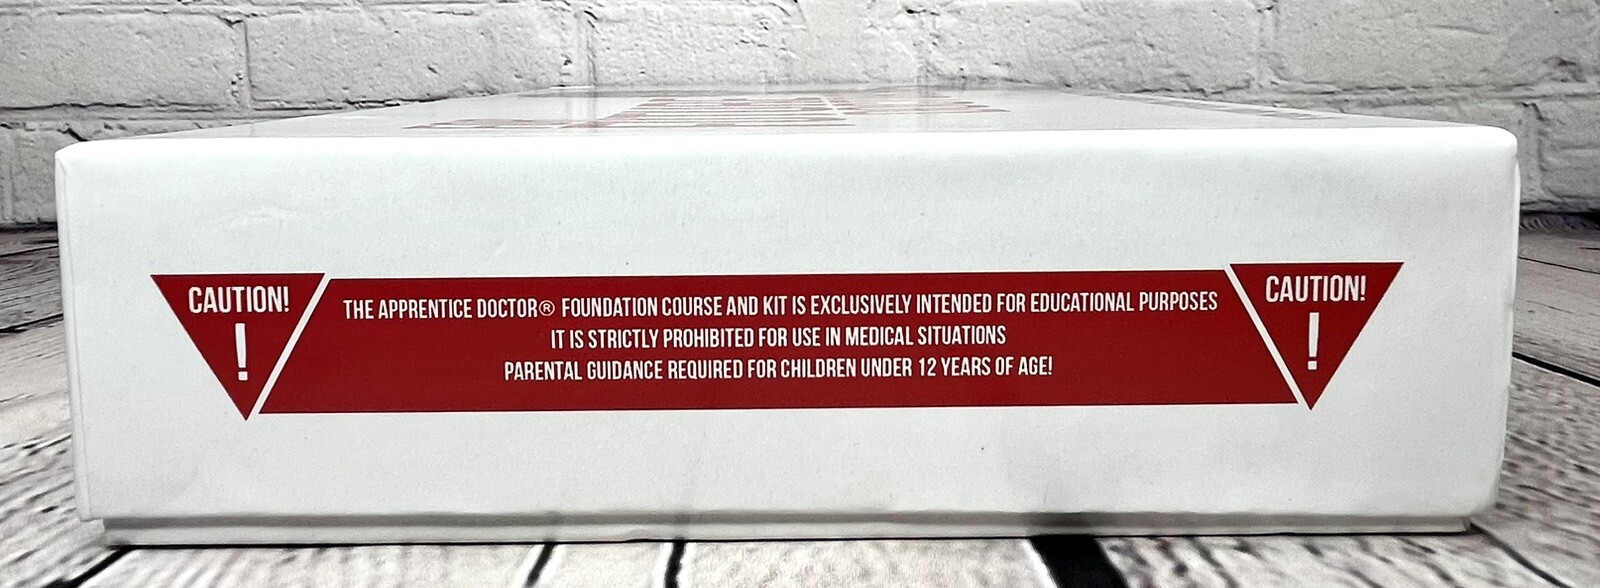 CAUTION!
!
THE APPRENTICE DOCTOR® FOUNDATION COURSE AND KIT IS EXCLUSIVELY INTENDED FOR EDUCATIONAL PURPOSES
IT IS STRICTLY PROHIBITED FOR USE IN MEDICAL SITUATIONS
PARENTAL GUIDANCE REQUIRED FOR CHILDREN UNDER 12 YEARS OF AGE!
CAUTION!
!